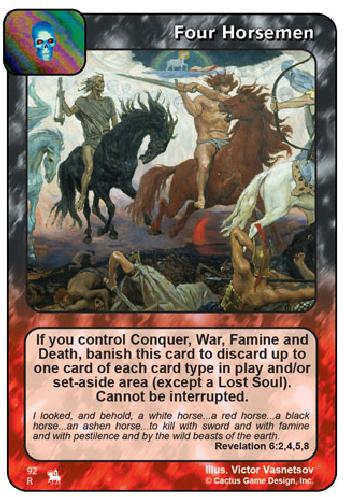 Four Horsemen
If you control Conquer, War, Famine and
Death, banish this card to discard up to
one card of each card type in play and/or
set-aside area (except a Lost Soul).
Cannot be interrupted.
I looked, and behold, a white horse...a red horse...a black
horse...an ashen horse...to kill with sword and with famine
and with pestilence and by the wild beasts of the earth.
Revelation 6:2,4,5,8
92
R
Illus. Victor Vasnetsov
© Cactus Game Design, Inc.